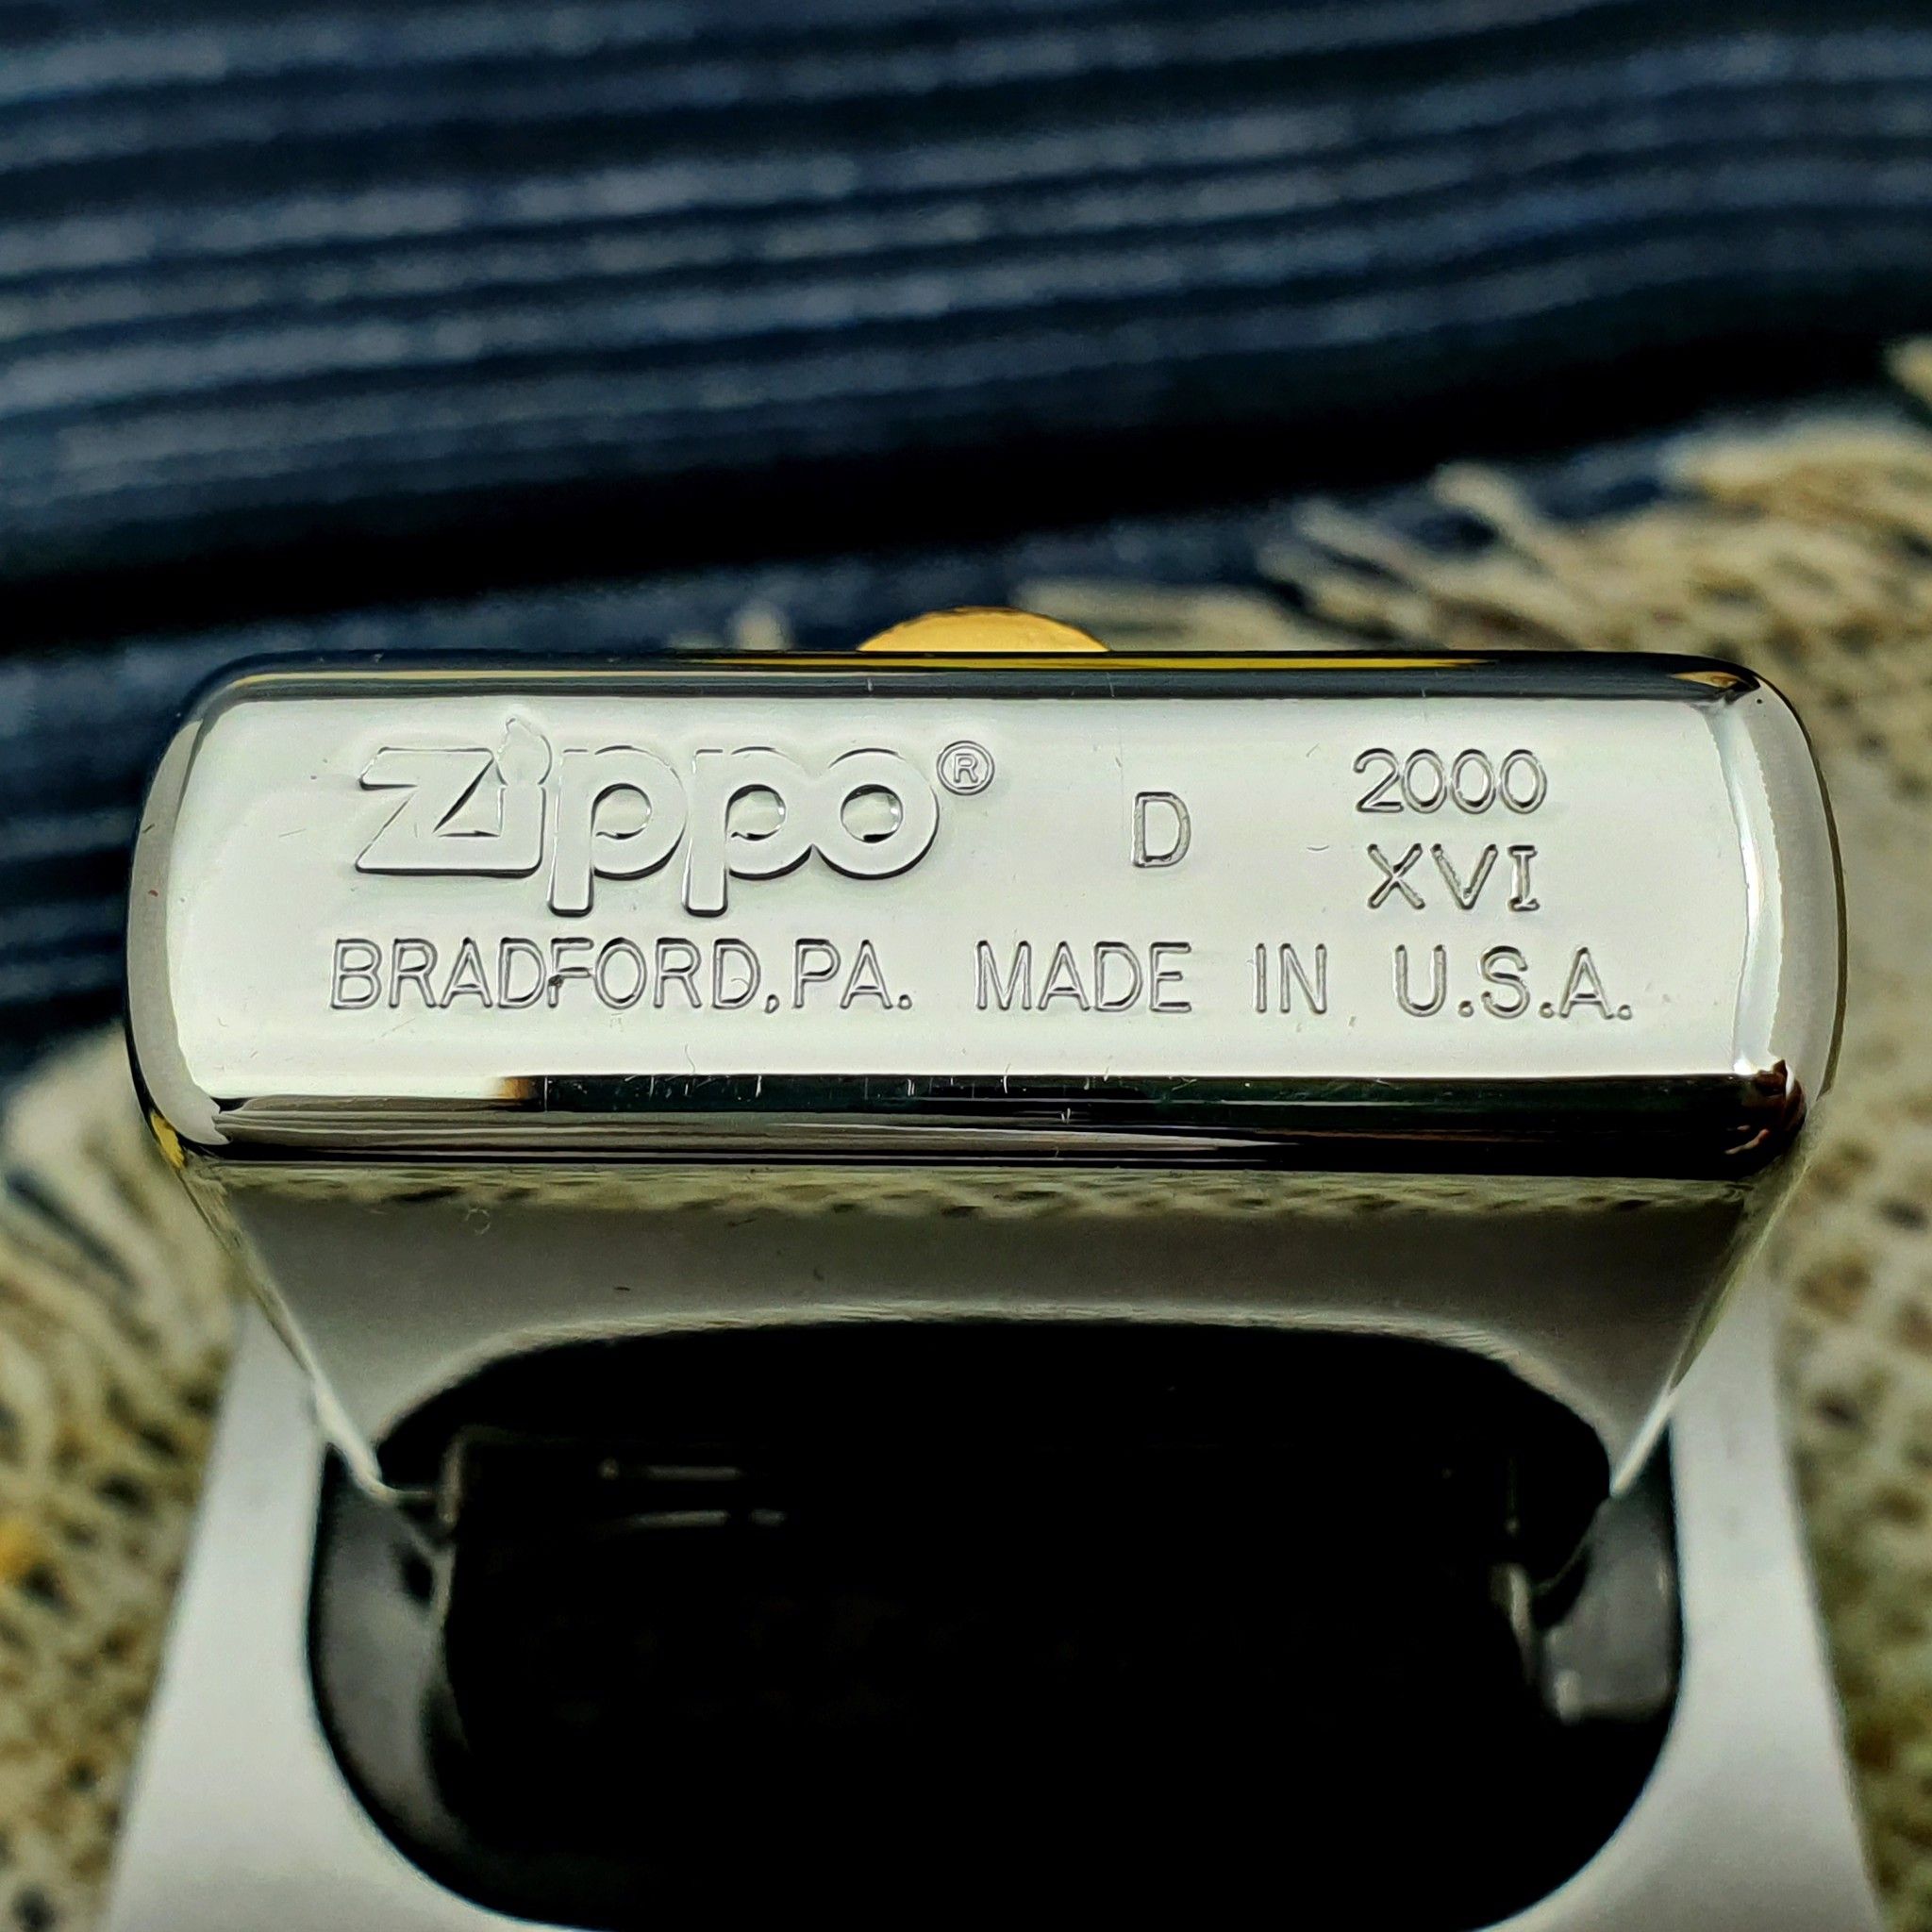 Zippo® D 2000
XVI
BRADFORD, PA. MADE IN U.S.A.